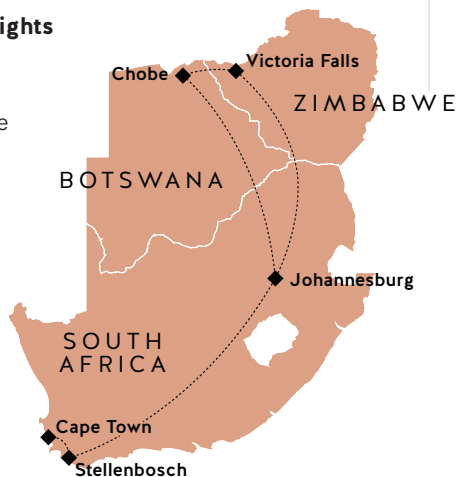 ights
e
Chobe
Victoria Falls
ZIMBABWE
BOTSWANA
Johannesburg
SOUTH
AFRICA
Cape Town
Stellenbosch